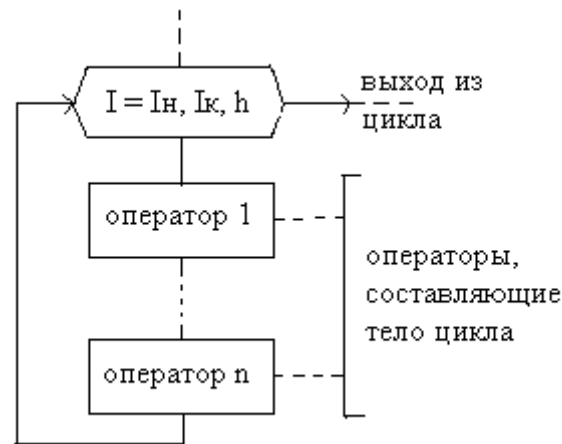 I = Iн, Iк, h
выход из
цикла
оператор 1
операторы,
составляющие
тело цикла
оператор n